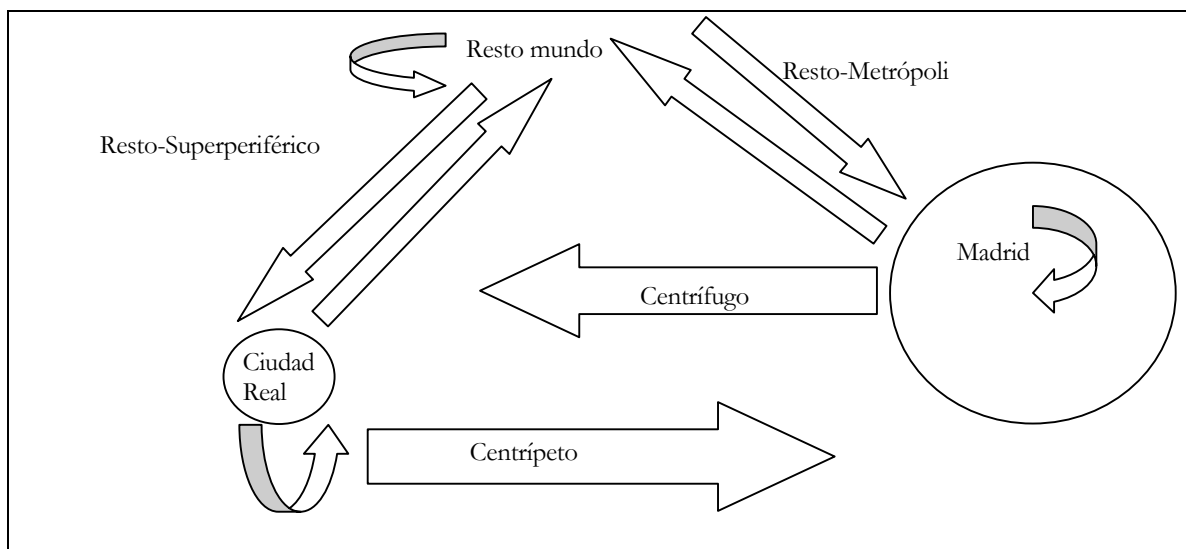 Resto mundo
Resto-Metrópoli
Resto-Superperiférico
Madrid
Centrífugo
Ciudad
Real
Centrípeto